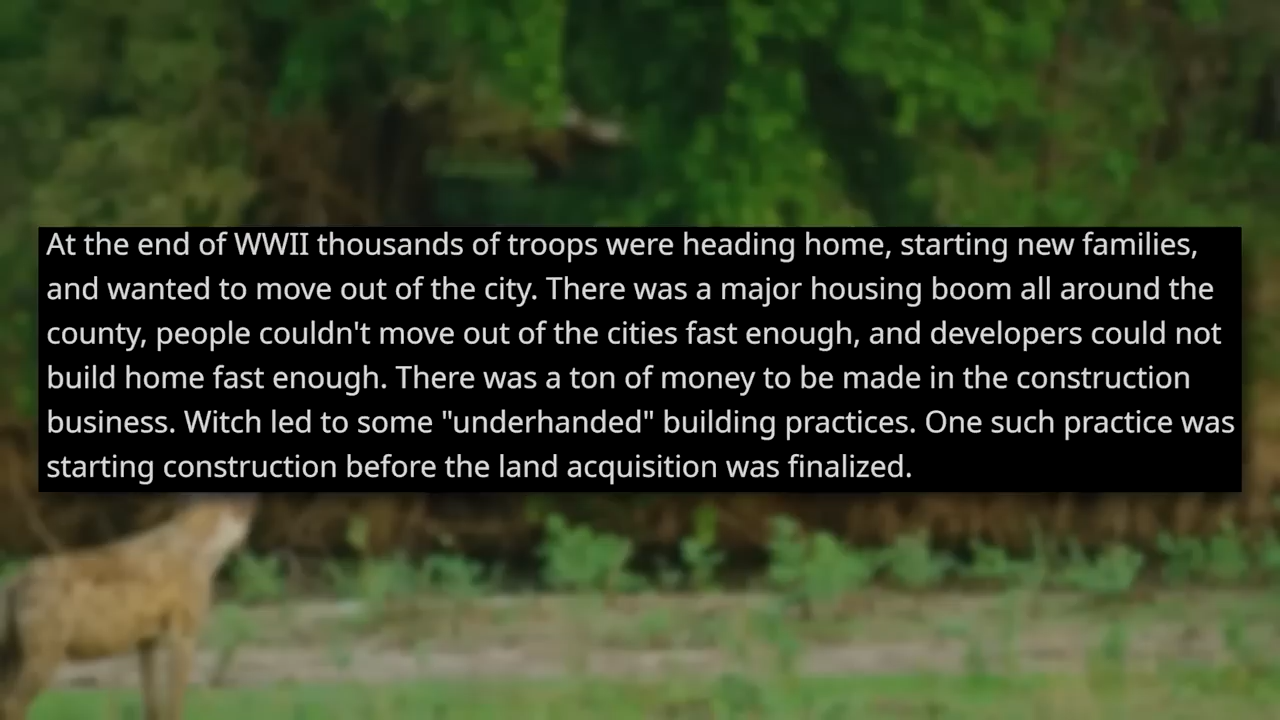 At the end of WWII thousands of troops were heading home, starting new families,
and wanted to move out of the city. There was a major housing boom all around the
county, people couldn't move out of the cities fast enough, and developers could not
build home fast enough. There was a ton of money to be made in the construction
business. Witch led to some "underhanded" building practices. One such practice was
starting construction before the land acquisition was finalized.